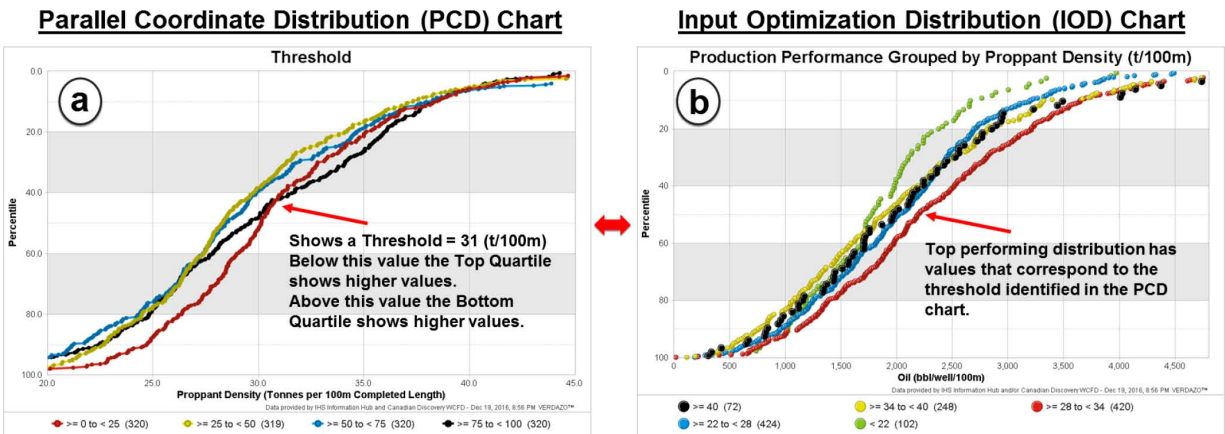 Parallel Coordinate Distribution (PCD) Chart
Threshold
a
0.0
20.0
40.0
60.0
80.0
100.0
Percentile
Shows a Threshold = 31 (t/100m)
Below this value the Top Quartile
shows higher values.
Above this value the Bottom
Quartile shows higher values.
20.0 25.0 30.0 35.0 40.0 45.0
Proppant Density (Tonnes per 100m Completed Length)
Data provided by IHS Information Hub and Canadian Discovery WCFD - Dec 19, 2016, 8:56 PM VERDAZO™
>= 0 to < 25 (320) >= 25 to < 50 (319) >= 50 to < 75 (320) >= 75 to < 100 (320)
Input Optimization Distribution (IOD) Chart
Production Performance Grouped by Proppant Density (t/100m)
b
0
20
40
60
80
100
Percentile
Top performing distribution has
values that correspond to the
threshold identified in the PCD
chart.
0 500 1,000 1,500 2,000 2,500 3,000 3,500 4,000 4,500
Oil (bbl/well/100m)
Data provided by IHS Information Hub and/or Canadian Discovery WCFD - Dec 19, 2016, 8:56 PM VERDAZO™
>= 40 (72) >= 34 to < 40 (248) >= 28 to < 34 (420)
>= 22 to < 28 (424) < 22 (102)